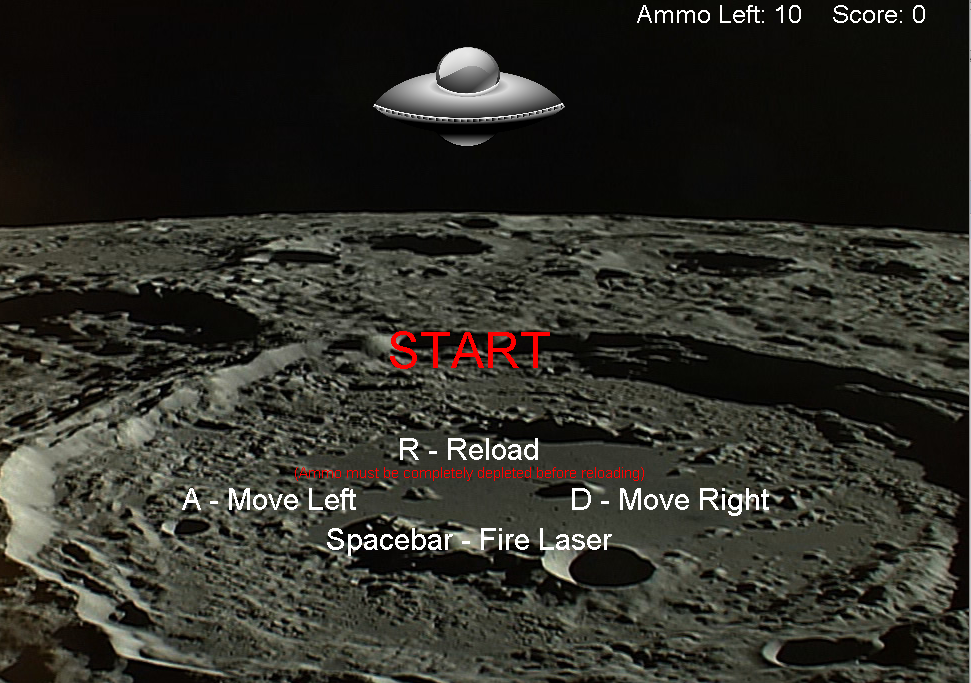 Ammo Left: 10 Score: 0
START
R - Reload
(Ammo must be completely depleted before reloading)
A - Move Left D - Move Right
Spacebar - Fire Laser